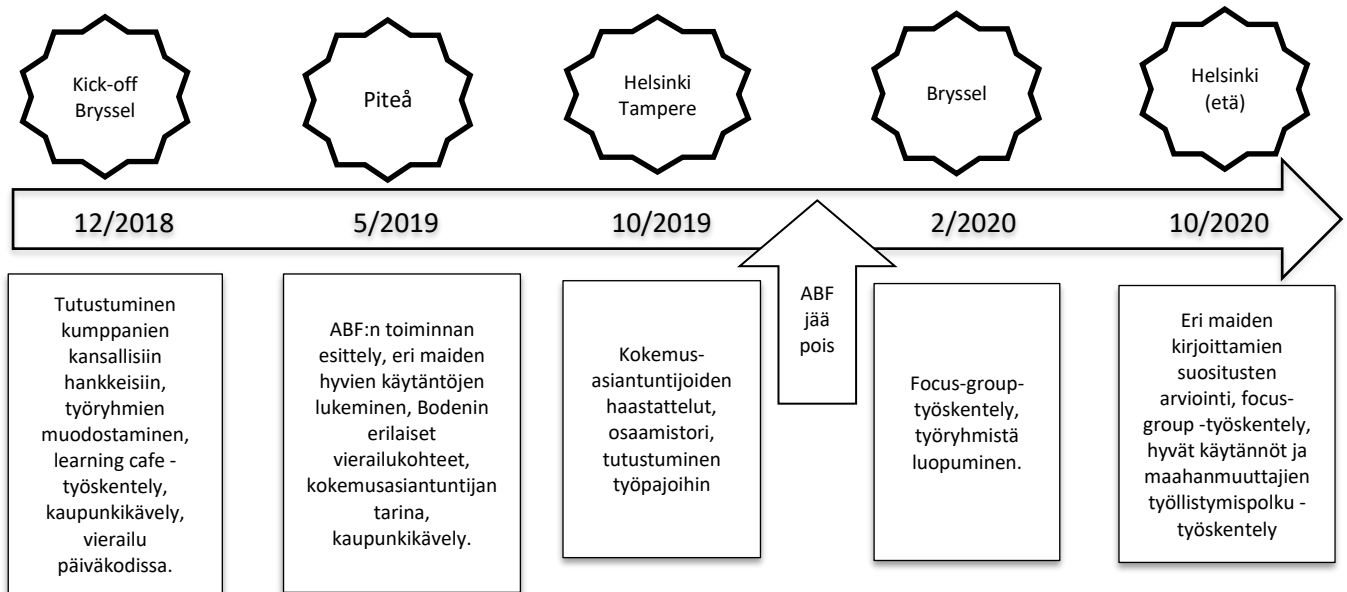 Kick-off
Bryssel
Piteå
Helsinki
Tampere
Bryssel
Helsinki
(etä)
12/2018
5/2019
10/2019
2/2020
10/2020
Tutustuminen
kumppanien
kansallisiin
hankkeisiin,
työryhmien
muodostaminen,
learning cafe -
työskentely,
kaupunkikävely,
vierailu
päiväkodissa.
ABF:n toiminnan
esittely, eri maiden
hyvien käytäntöjen
lukeminen, Bodenin
erilaiset
vierailukohteet,
kokemusasiantuntijan
tarina,
kaupunkikävely.
Kokemus-
asiantuntijoiden
haastattelut,
osaamistori,
tutustuminen
työpajoihin
ABF
jää
pois
Focus-group-
työskentely,
työryhmistä
luopuminen.
Eri maiden
kirjoittamien
suositusten
arviointi, focus-
group -työskentely,
hyvät käytännöt ja
maahanmuuttajien
työllistymispolku -
työskentely